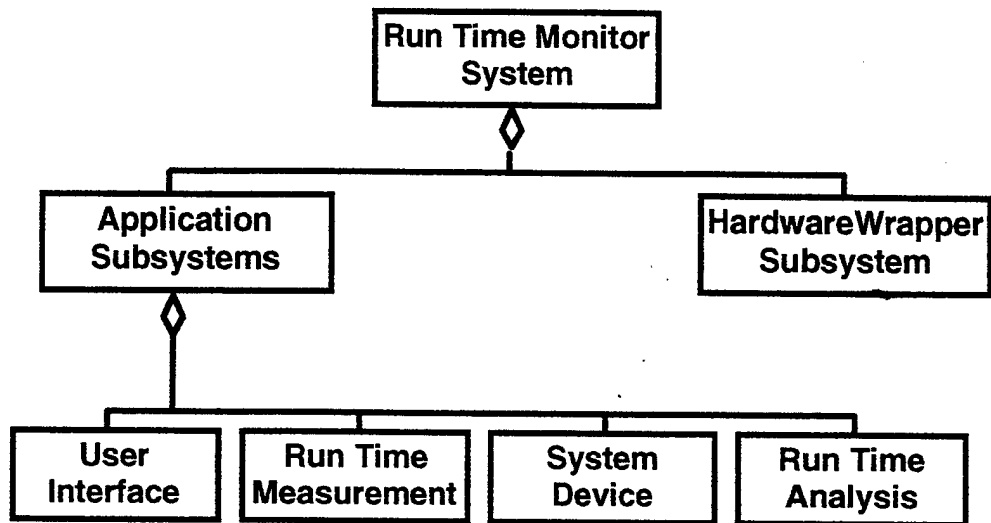 Run Time Monitor
System
Application
Subsystems
HardwareWrapper
Subsystem
User
Interface
Run Time
Measurement
System
Device
Run Time
Analysis